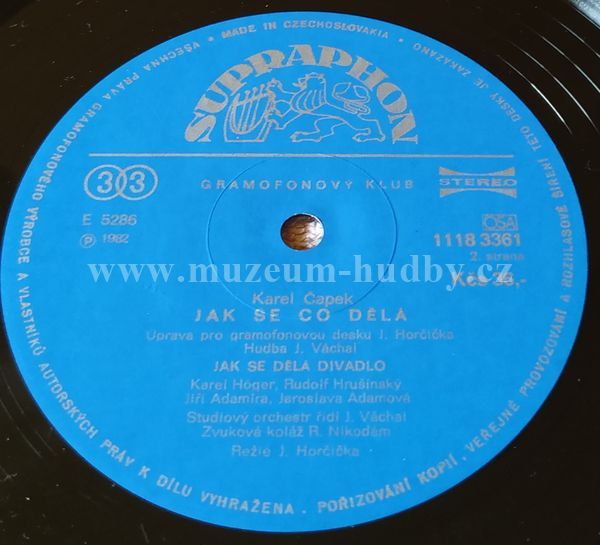 VŠECHNA PRÁVA GRAMOFONOVÉHO VÝROBCE A VLASTNÍKŮ AUTORSKÝCH PRÁV K DÍLU VYHRAŽENA · POŘIZOVÁNÍ KOPIÍ, VEŘEJNÉ PROVOZOVÁNÍ A ROZHLASOVÉ ŠÍŘENÍ TÉTO DESKY JE ZAKÁZÁNO
MADE IN CZECHOSLOVAKIA
SUPRAPHON
33
GRAMOFONOVÝ KLUB
STEREO
E 5286
OSA
℗ 1982
1118 3361
2. strana
www.muzeum-hudby.cz
Kčs 36,-
Karel Čapek
JAK SE CO DĚLÁ
Úprava pro gramofonovou desku J. Horčička
Hudba J. Váchal
JAK SE DĚLÁ DIVADLO
Karel Höger, Rudolf Hrušínský
Jiří Adamíra, Jaroslava Adamová
Studiový orchestr řídí J. Váchal
Zvuková koláž R. Nikodém
Režie J. Horčička